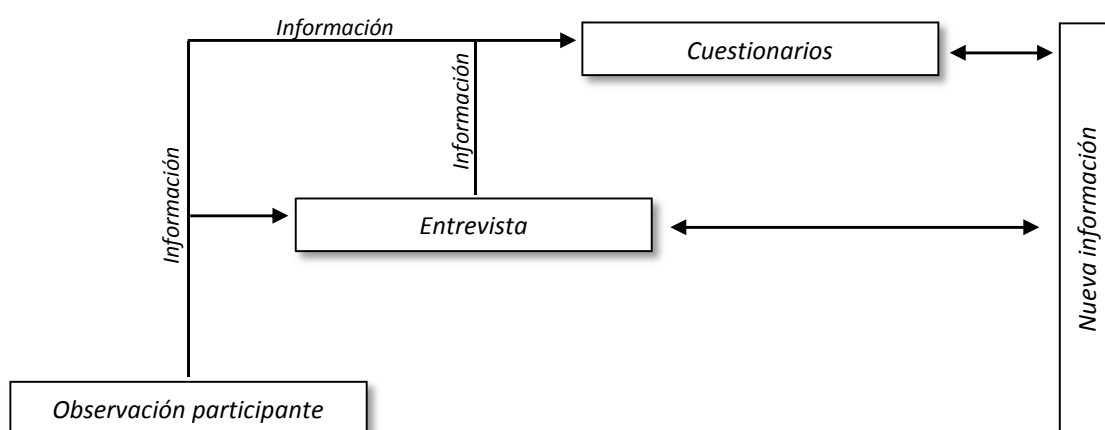 Información
Cuestionarios
Información
Información
Entrevista
Nueva información
Observación participante